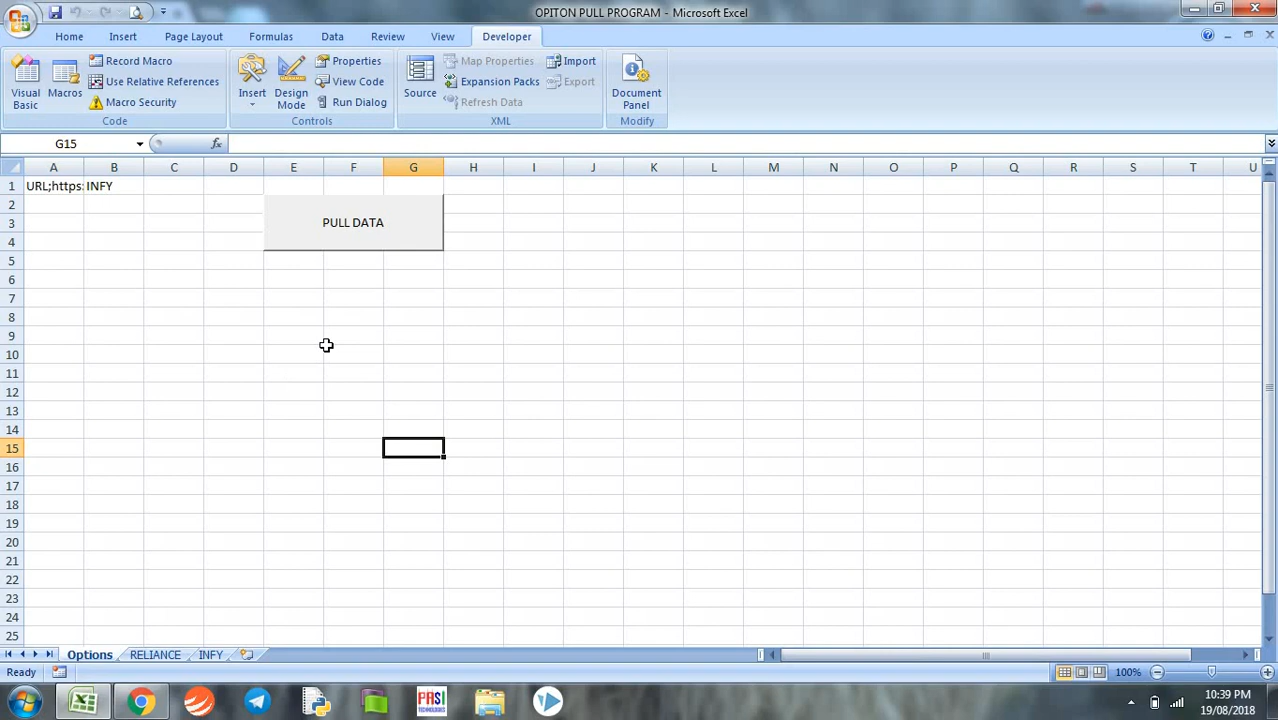 OPITON PULL PROGRAM - Microsoft Excel
Home Insert Page Layout Formulas Data Review View Developer
Visual Basic
Macros
Record Macro
Use Relative References
Macro Security
Code
Insert
Design Mode
Properties
View Code
Run Dialog
Controls
Source
Map Properties
Expansion Packs
Refresh Data
Import
Export
XML
Document Panel
Modify
G15 fx
A B C D E F G H I J K L M N O P Q R S T U
1 URL;https: INFY
2
3 PULL DATA
4
5
6
7
8
9
10
11
12
13
14
15
16
17
18
19
20
21
22
23
24
25
Options RELIANCE INFY
Ready 100%
PASI TECHNOLOGIES
10:39 PM
19/08/2018